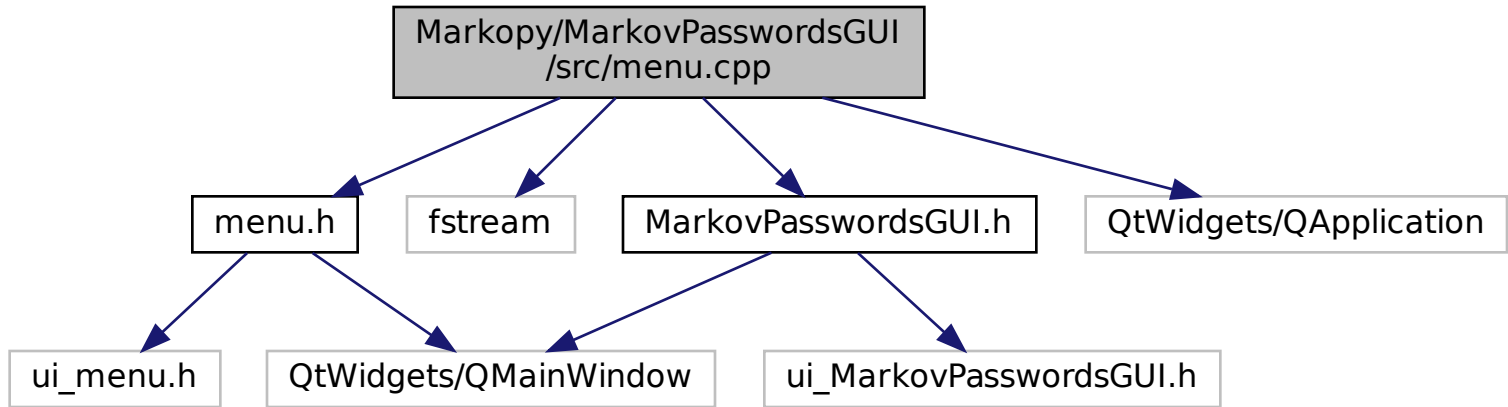 Markopy/MarkovPasswordsGUI
/src/menu.cpp
menu.h
fstream
MarkovPasswordsGUI.h
QtWidgets/QApplication
ui_menu.h
QtWidgets/QMainWindow
ui_MarkovPasswordsGUI.h